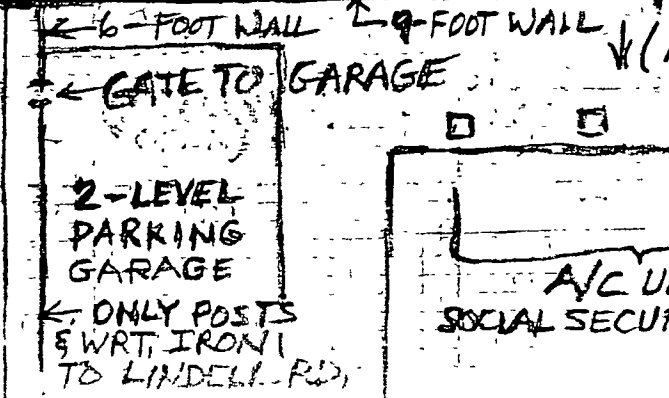 6-FOOT WALL
9-FOOT WALL
GATE TO GARAGE
2-LEVEL
PARKING
GARAGE
ONLY POSTS
& WRT. IRON
TO LINDELL RD.
A/C U
SOCIAL SECUR